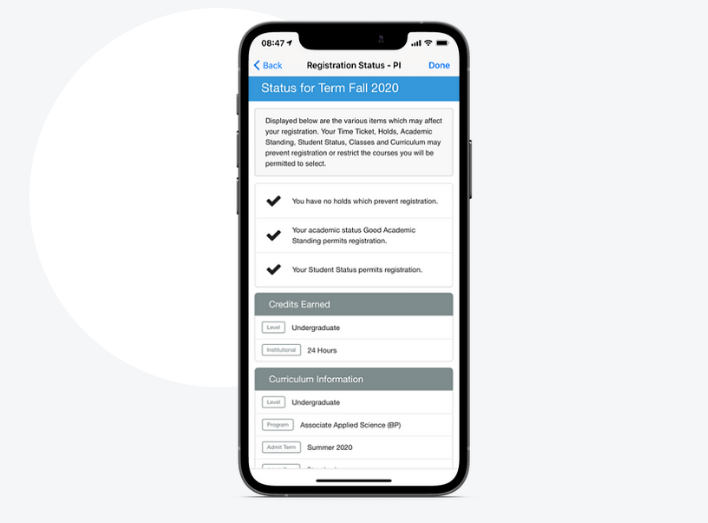 08:47
Back Registration Status - PI Done
Status for Term Fall 2020
Displayed below are the various items which may affect
your registration. Your Time Ticket, Holds, Academic
Standing, Student Status, Classes and Curriculum may
prevent registration or restrict the courses you will be
permitted to select.
You have no holds which prevent registration.
Your academic status Good Academic
Standing permits registration.
Your Student Status permits registration.
Credits Earned
Level Undergraduate
Institutional 24 Hours
Curriculum Information
Level Undergraduate
Program Associate Applied Science (BP)
Admit Term Summer 2020